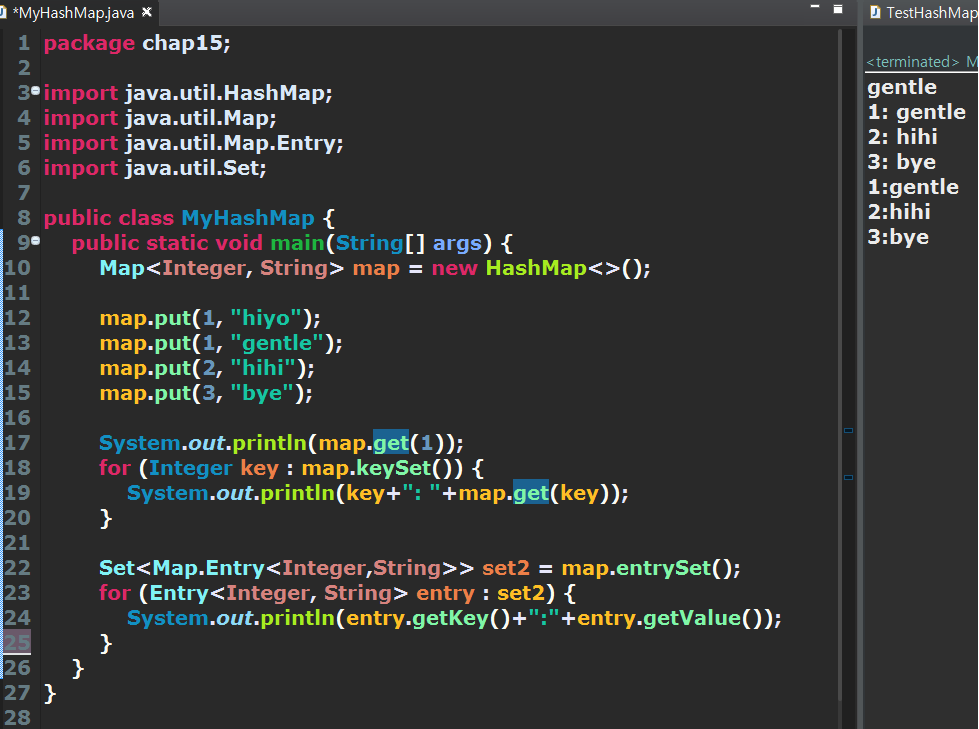 *MyHashMap.java
1 package chap15;
2
3 import java.util.HashMap;
4 import java.util.Map;
5 import java.util.Map.Entry;
6 import java.util.Set;
7
8 public class MyHashMap {
9 public static void main(String[] args) {
10 Map<Integer, String> map = new HashMap<>();
11
12 map.put(1, "hiyo");
13 map.put(1, "gentle");
14 map.put(2, "hihi");
15 map.put(3, "bye");
16
17 System.out.println(map.get(1));
18 for (Integer key : map.keySet()) {
19 System.out.println(key+": "+map.get(key));
20 }
21
22 Set<Map.Entry<Integer,String>> set2 = map.entrySet();
23 for (Entry<Integer, String> entry : set2) {
24 System.out.println(entry.getKey()+":"+entry.getValue());
25 }
26 }
27 }
28
TestHashMap
<terminated> M
gentle
1: gentle
2: hihi
3: bye
1:gentle
2:hihi
3:bye